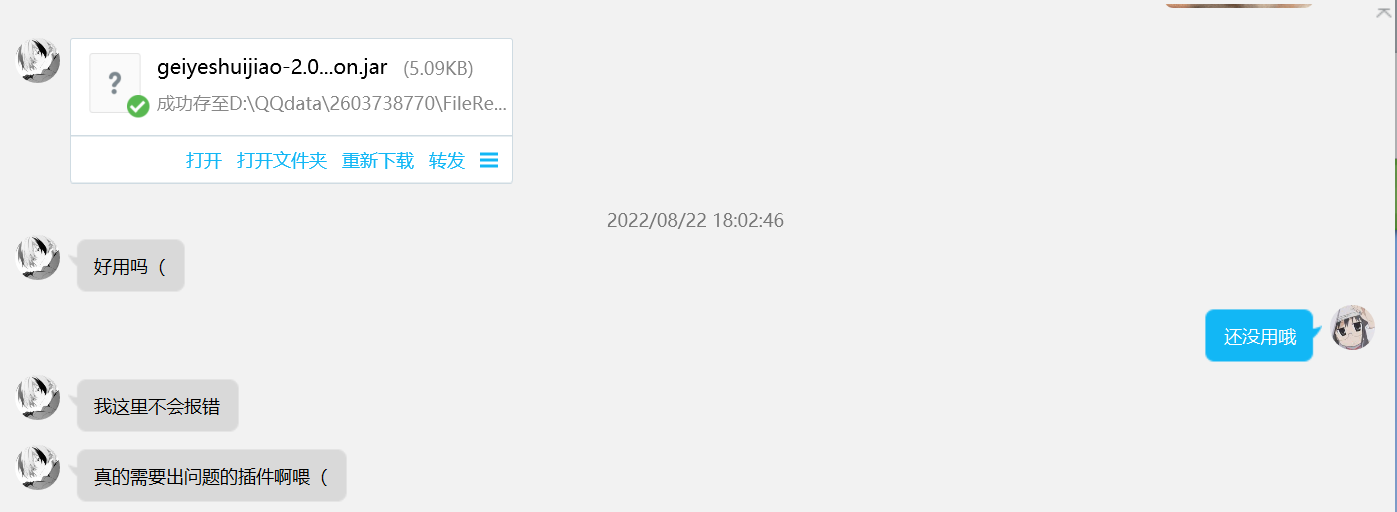 geiyeshuijiao-2.0...on.jar (5.09KB)
成功存至D:\QQdata\2603738770\FileRe...
打开 打开文件夹 重新下载 转发
2022/08/22 18:02:46
好用吗（
还没用哦
我这里不会报错
真的需要出问题的插件啊喂（